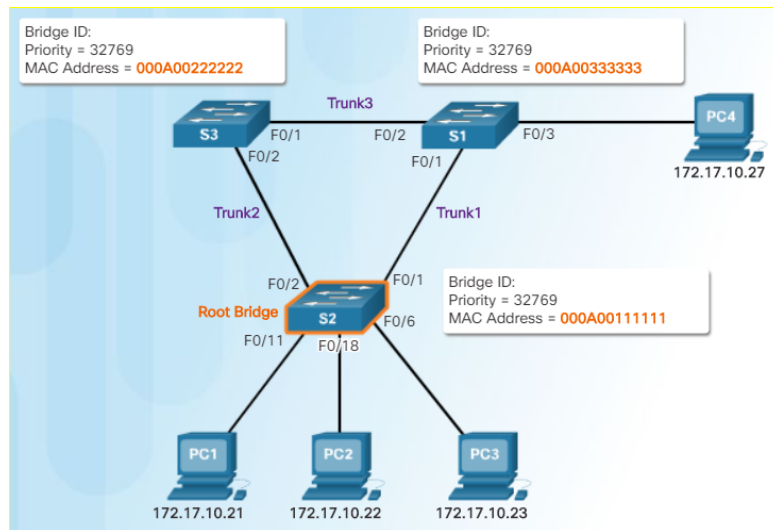 Bridge ID:
Priority = 32769
MAC Address = 000A00222222
Bridge ID:
Priority = 32769
MAC Address = 000A00333333
Trunk3
S3
F0/1
F0/2
S1
F0/3
PC4
F0/2
F0/1
172.17.10.27
Trunk2
Trunk1
F0/2
F0/1
Bridge ID:
Priority = 32769
MAC Address = 000A00111111
Root Bridge
S2
F0/6
F0/11
F0/18
PC1
PC2
PC3
172.17.10.21
172.17.10.22
172.17.10.23